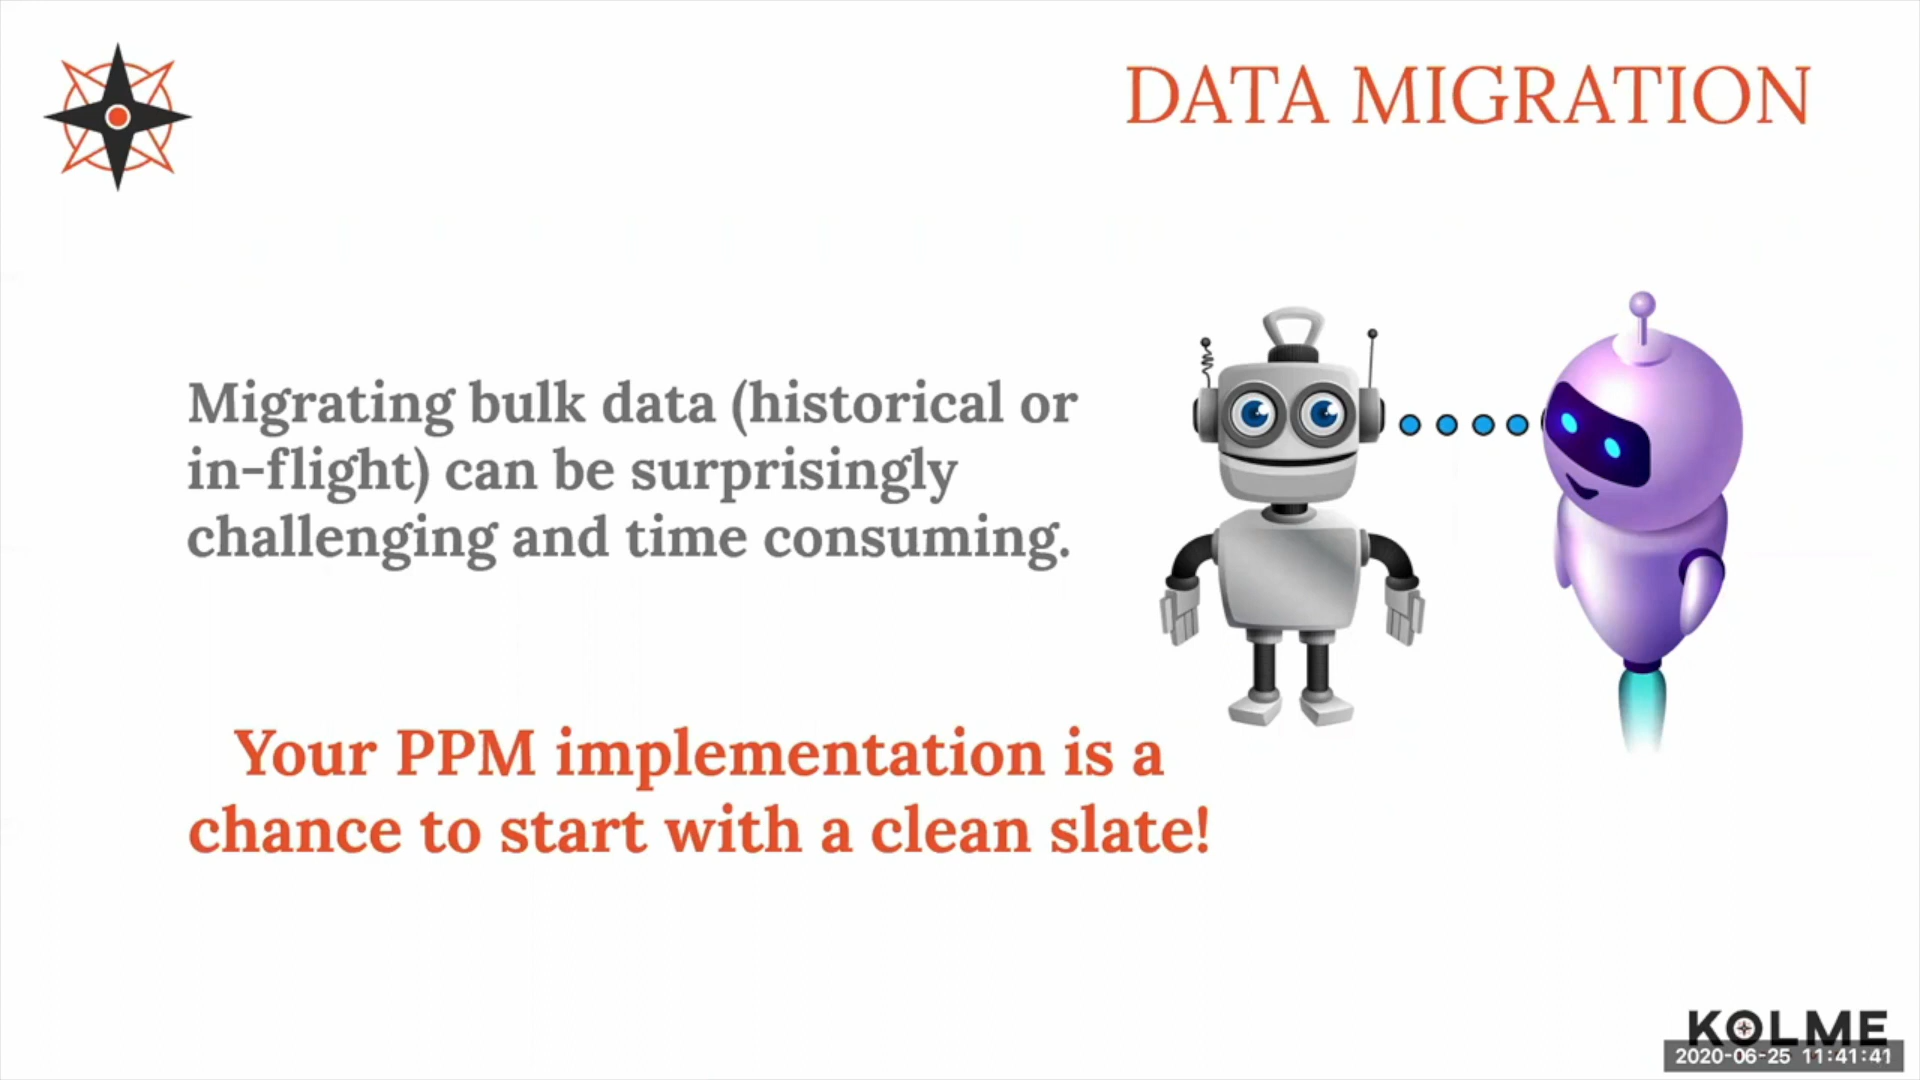 DATA MIGRATION
Migrating bulk data (historical or
in-flight) can be surprisingly
challenging and time consuming.
Your PPM implementation is a
chance to start with a clean slate!
KOLME
2020-06-25 11:41:41